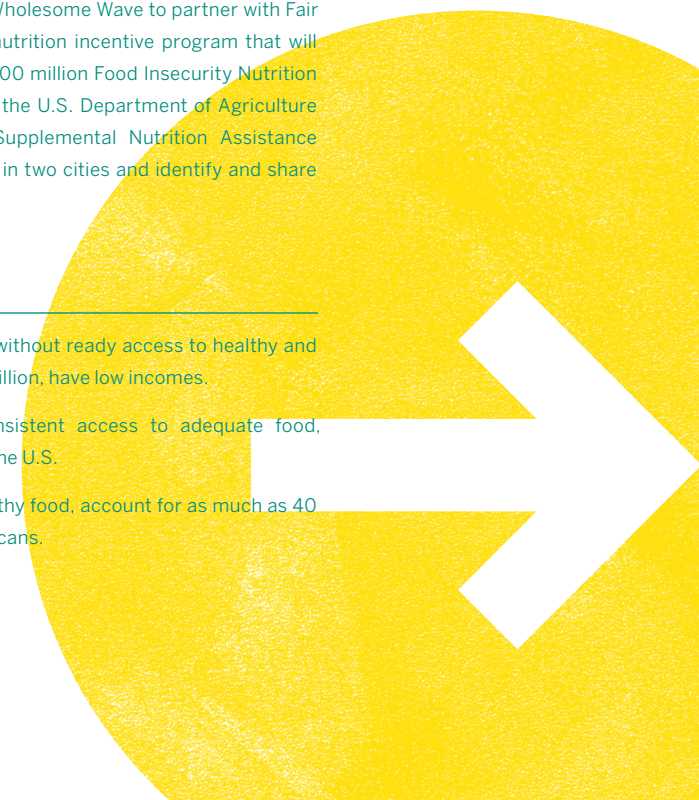 Wholesome Wave to partner with Fair
nutrition incentive program that will
00 million Food Insecurity Nutrition
the U.S. Department of Agriculture
Supplemental Nutrition Assistance
in two cities and identify and share
without ready access to healthy and
illion, have low incomes.
nsistent access to adequate food,
he U.S.
thy food, account for as much as 40
cans.